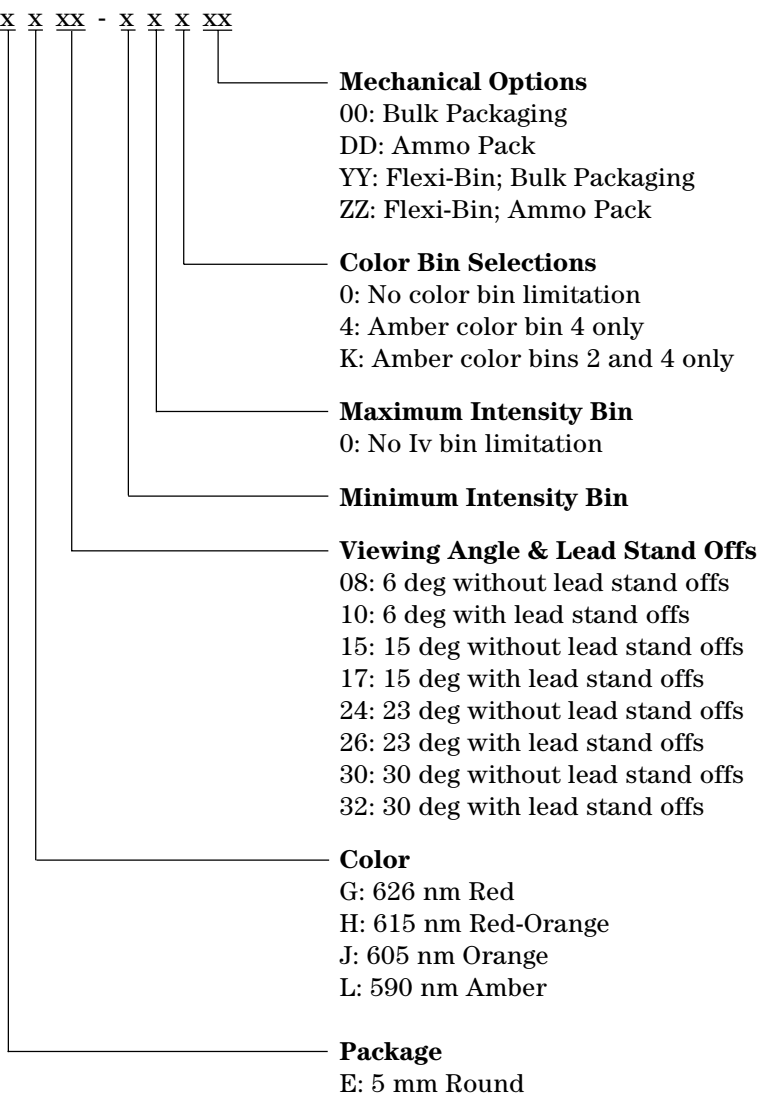 x x xx - x x x xx
Mechanical Options
00: Bulk Packaging
DD: Ammo Pack
YY: Flexi-Bin; Bulk Packaging
ZZ: Flexi-Bin; Ammo Pack
Color Bin Selections
0: No color bin limitation
4: Amber color bin 4 only
K: Amber color bins 2 and 4 only
Maximum Intensity Bin
0: No Iv bin limitation
Minimum Intensity Bin
Viewing Angle & Lead Stand Offs
08: 6 deg without lead stand offs
10: 6 deg with lead stand offs
15: 15 deg without lead stand offs
17: 15 deg with lead stand offs
24: 23 deg without lead stand offs
26: 23 deg with lead stand offs
30: 30 deg without lead stand offs
32: 30 deg with lead stand offs
Color
G: 626 nm Red
H: 615 nm Red-Orange
J: 605 nm Orange
L: 590 nm Amber
Package
E: 5 mm Round